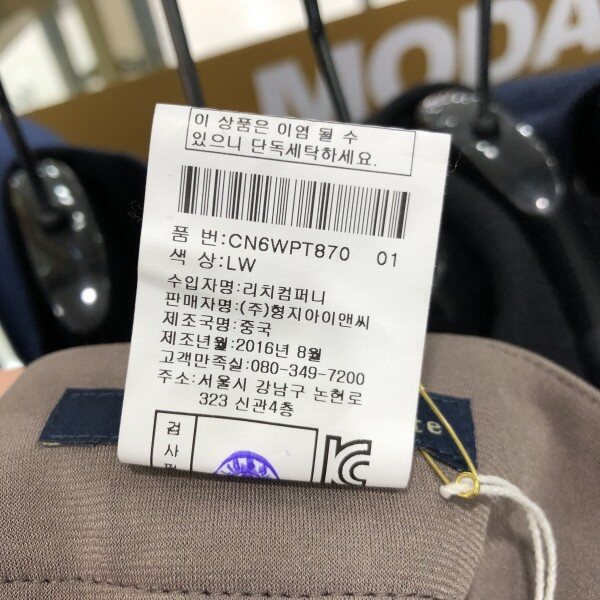 MODA
이 상품은 이염 될 수
있으니 단독세탁하세요.
품 번:CN6WPT870 01
색 상:LW
수입자명:리치컴퍼니
판매자명:(주)형지아이앤씨
제조국명:중국
제조년월:2016년 8월
고객만족실:080-349-7200
주소:서울시 강남구 논현로
323 신관4층
검
사